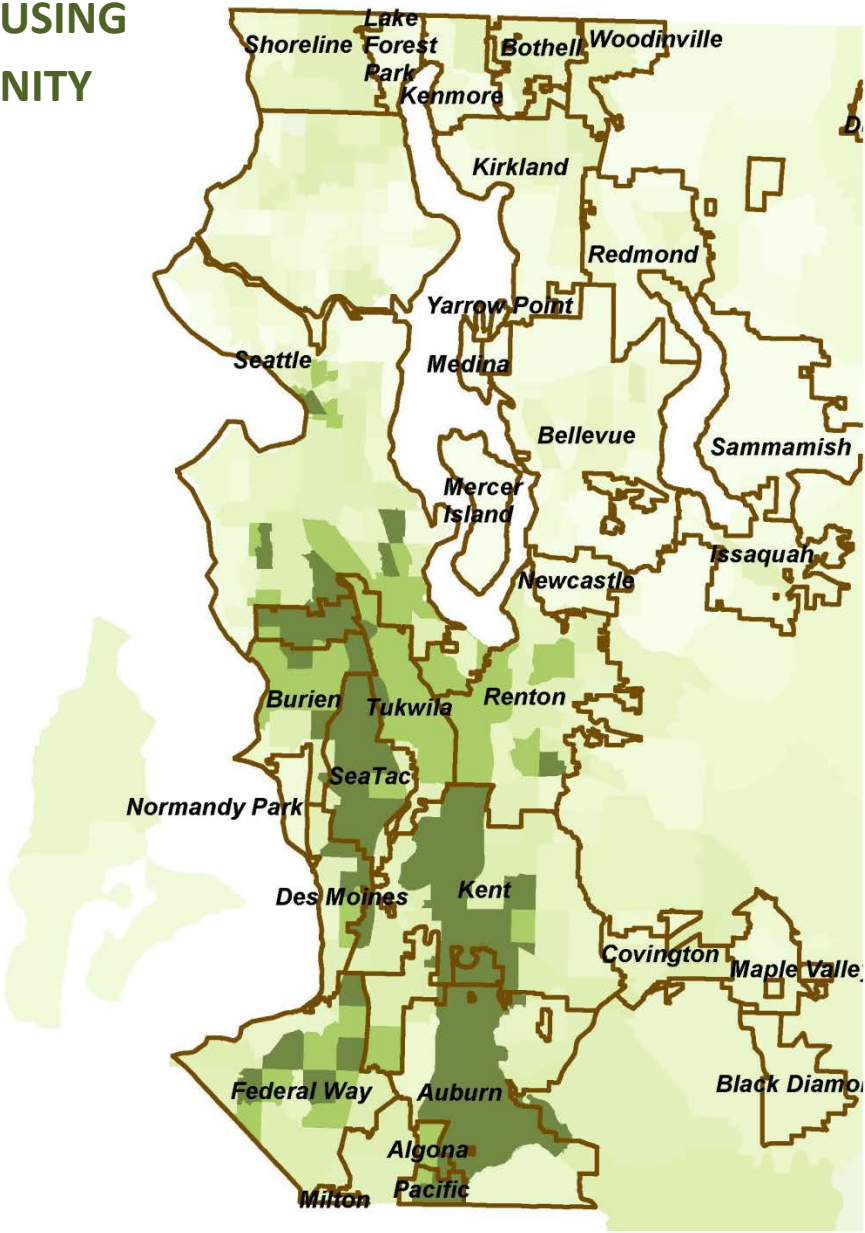 USING
NITY
Lake
Forest
Park
Shoreline
Bothell
Woodinville
Kenmore
D
Kirkland
Redmond
Yarrow Point
Seattle
Medina
Bellevue
Sammamish
Mercer
Island
Issaquah
Newcastle
Burien
Tukwila
Renton
SeaTac
Normandy Park
Des Moines
Kent
Covington
Maple Valle
Federal Way
Auburn
Black Diamo
Algona
Pacific
Milton